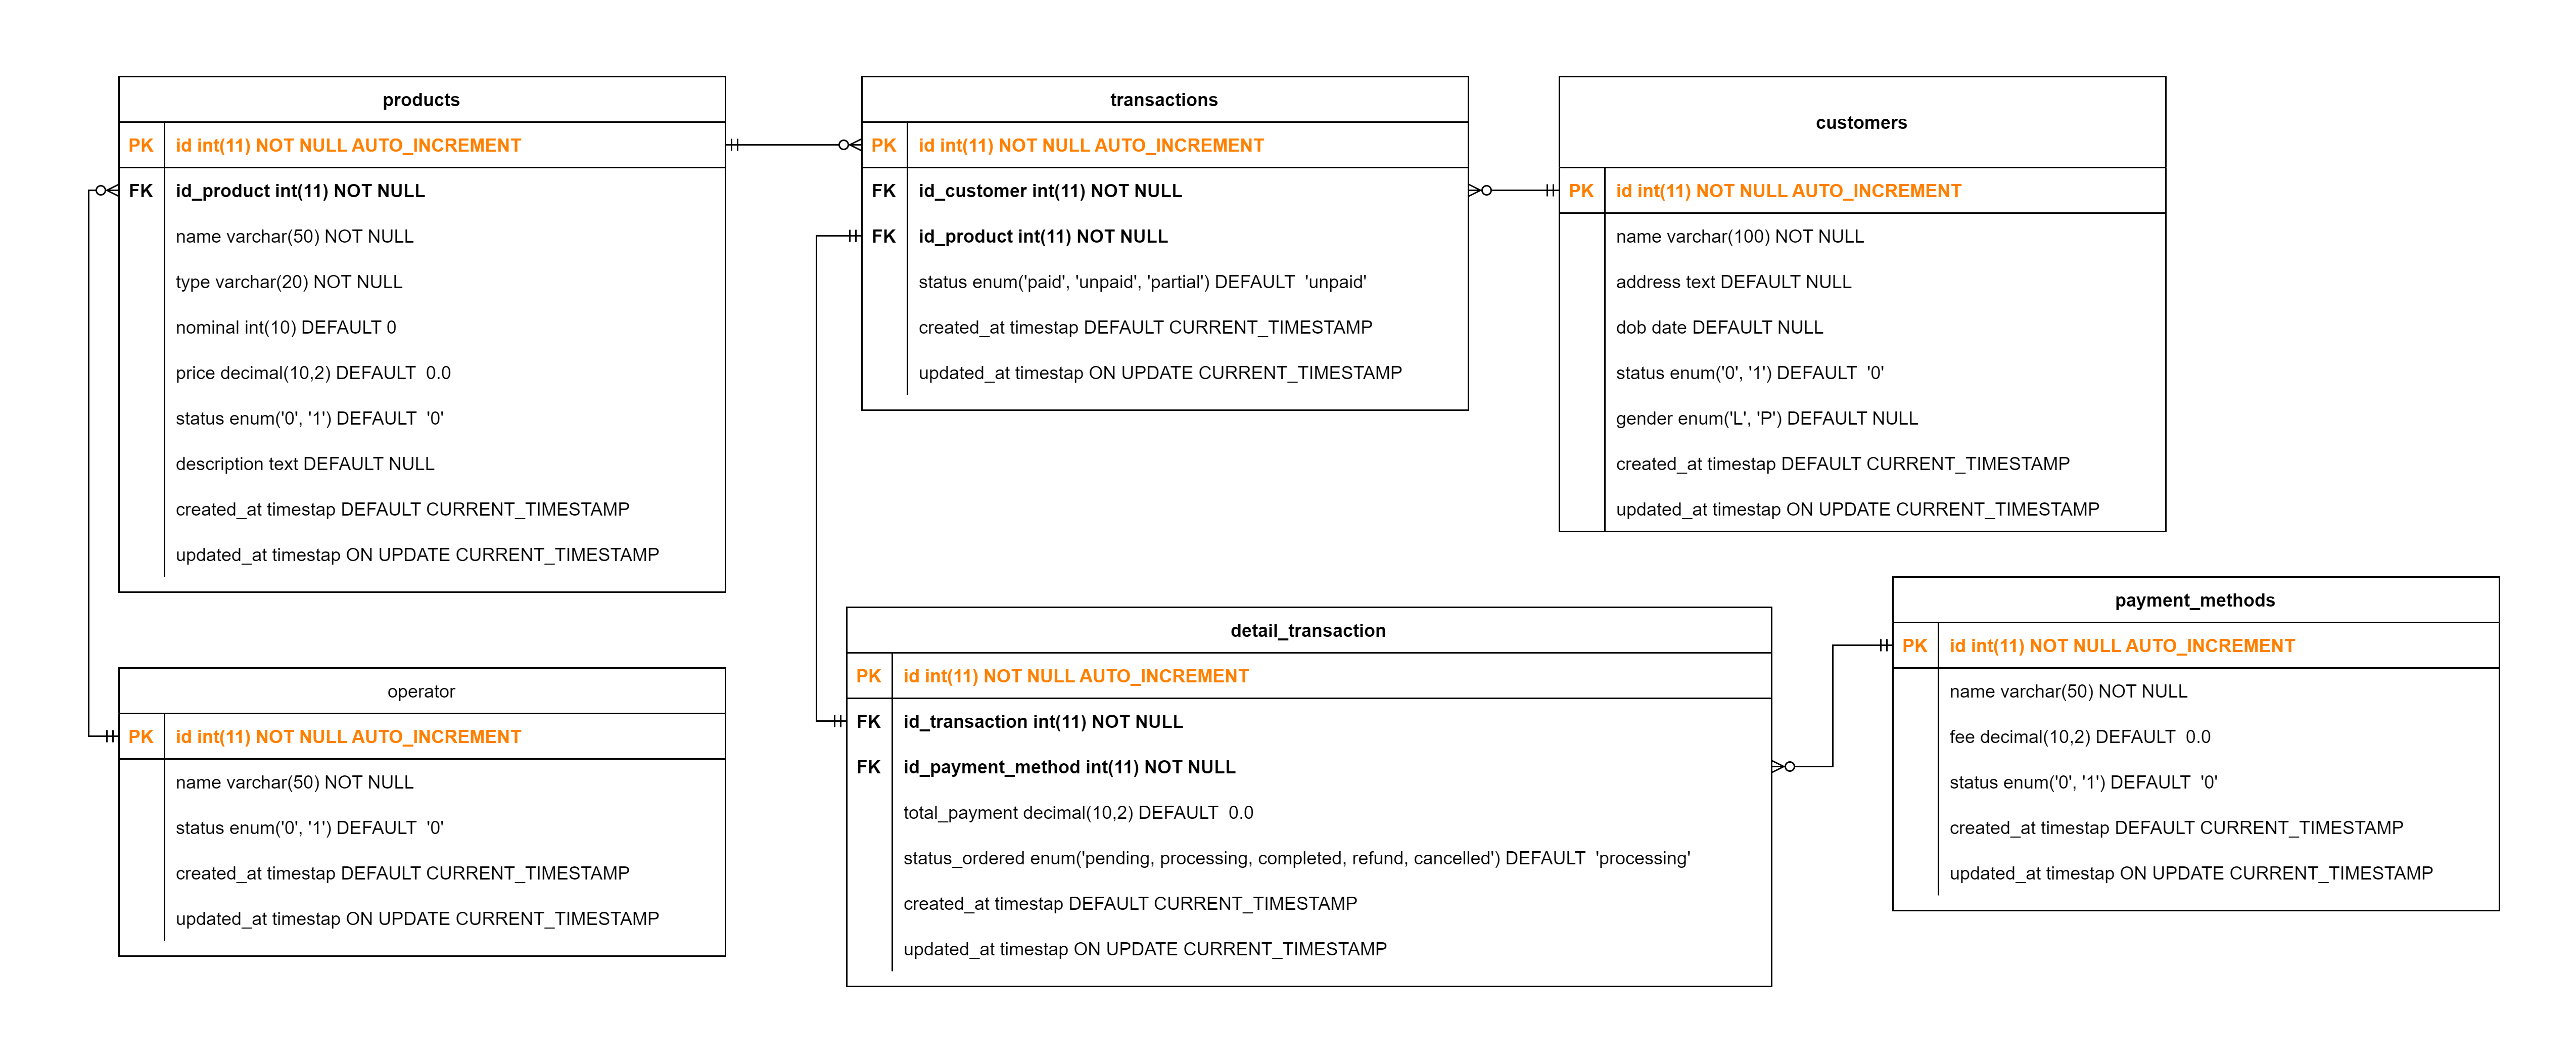 products
PK id int(11) NOT NULL AUTO_INCREMENT
FK id_product int(11) NOT NULL
name varchar(50) NOT NULL
type varchar(20) NOT NULL
nominal int(10) DEFAULT 0
price decimal(10,2) DEFAULT  0.0
status enum('0', '1') DEFAULT  '0'
description text DEFAULT NULL
created_at timestap DEFAULT CURRENT_TIMESTAMP
updated_at timestap ON UPDATE CURRENT_TIMESTAMP
transactions
PK id int(11) NOT NULL AUTO_INCREMENT
FK id_customer int(11) NOT NULL
FK id_product int(11) NOT NULL
status enum('paid', 'unpaid', 'partial') DEFAULT  'unpaid'
created_at timestap DEFAULT CURRENT_TIMESTAMP
updated_at timestap ON UPDATE CURRENT_TIMESTAMP
customers
PK id int(11) NOT NULL AUTO_INCREMENT
name varchar(100) NOT NULL
address text DEFAULT NULL
dob date DEFAULT NULL
status enum('0', '1') DEFAULT  '0'
gender enum('L', 'P') DEFAULT NULL
created_at timestap DEFAULT CURRENT_TIMESTAMP
updated_at timestap ON UPDATE CURRENT_TIMESTAMP
operator
PK id int(11) NOT NULL AUTO_INCREMENT
name varchar(50) NOT NULL
status enum('0', '1') DEFAULT  '0'
created_at timestap DEFAULT CURRENT_TIMESTAMP
updated_at timestap ON UPDATE CURRENT_TIMESTAMP
detail_transaction
PK id int(11) NOT NULL AUTO_INCREMENT
FK id_transaction int(11) NOT NULL
FK id_payment_method int(11) NOT NULL
total_payment decimal(10,2) DEFAULT  0.0
status_ordered enum('pending, processing, completed, refund, cancelled') DEFAULT  'processing'
created_at timestap DEFAULT CURRENT_TIMESTAMP
updated_at timestap ON UPDATE CURRENT_TIMESTAMP
payment_methods
PK id int(11) NOT NULL AUTO_INCREMENT
name varchar(50) NOT NULL
fee decimal(10,2) DEFAULT  0.0
status enum('0', '1') DEFAULT  '0'
created_at timestap DEFAULT CURRENT_TIMESTAMP
updated_at timestap ON UPDATE CURRENT_TIMESTAMP